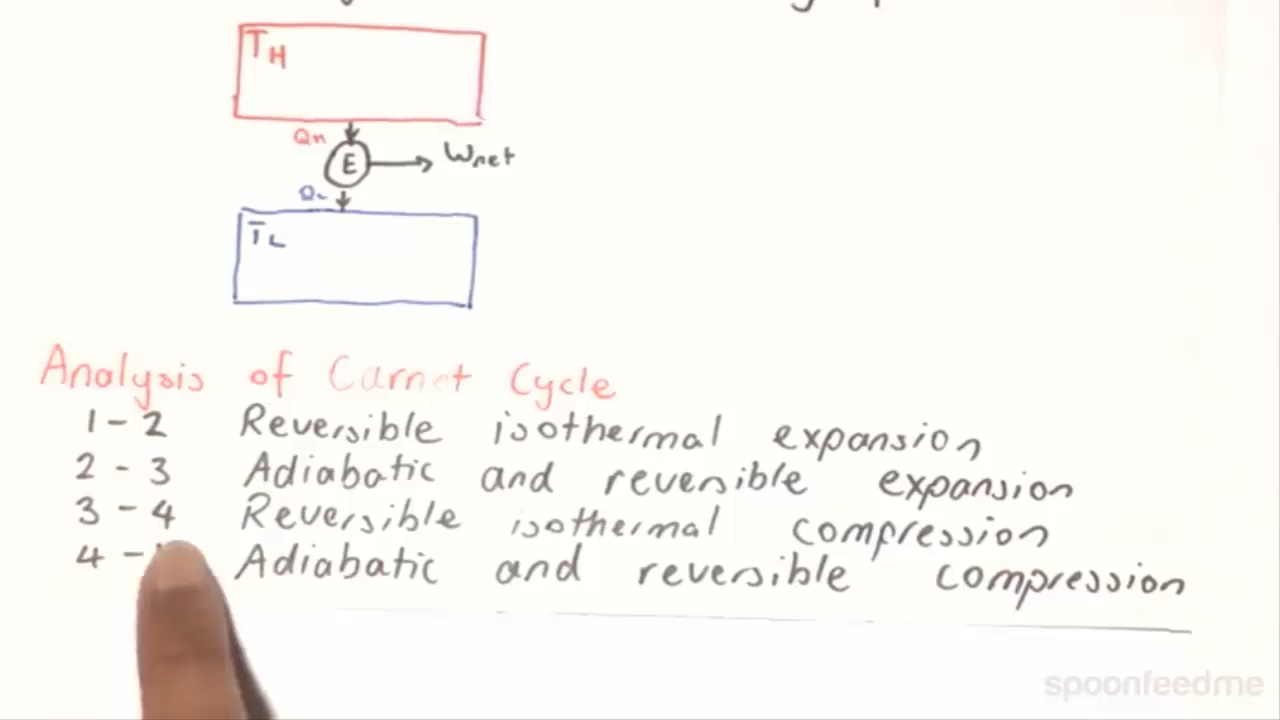 TH
QH
E
Wnet
QL
TL
Analysis of Carnot Cycle
1-2 Reversible isothermal expansion
2-3 Adiabatic and reversible expansion
3-4 Reversible isothermal compression
4- Adiabatic and reversible compression
spoonfeedme